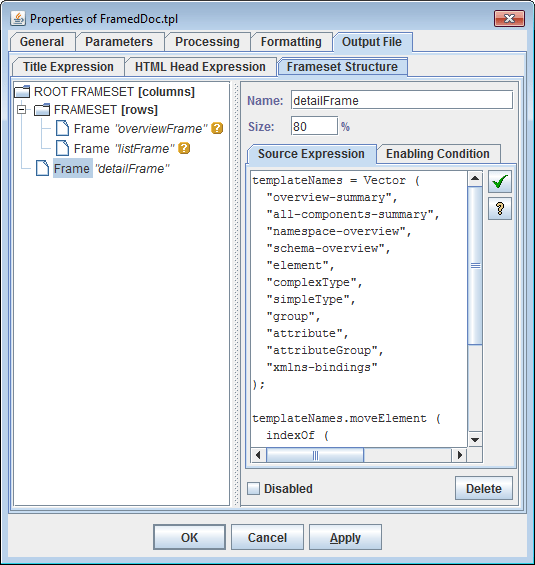 Properties of FramedDoc.tpl
General Parameters Processing Formatting Output File
Title Expression HTML Head Expression Frameset Structure
ROOT FRAMESET [columns]
FRAMESET [rows]
Frame "overviewFrame" ?
Frame "listFrame" ?
Frame "detailFrame"
Name: detailFrame
Size: 80 %
Source Expression Enabling Condition
templateNames = Vector (
"overview-summary",
"all-components-summary",
"namespace-overview",
"schema-overview",
"element",
"complexType",
"simpleType",
"group",
"attribute",
"attributeGroup",
"xmlns-bindings"
);
templateNames.moveElement (
indexOf (
?
Disabled
Delete
OK Cancel Apply